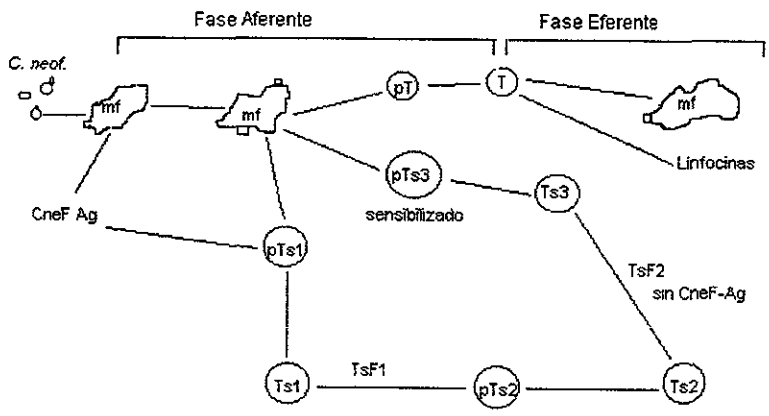 Fase Aferente
Fase Eferente
C. neof.
mf
mf
pT
T
mf
Linfocinas
pTs3
sensibilizado
Ts3
CneF Ag
pTs1
TsF2
sin CneF-Ag
Ts1
TsF1
pTs2
Ts2